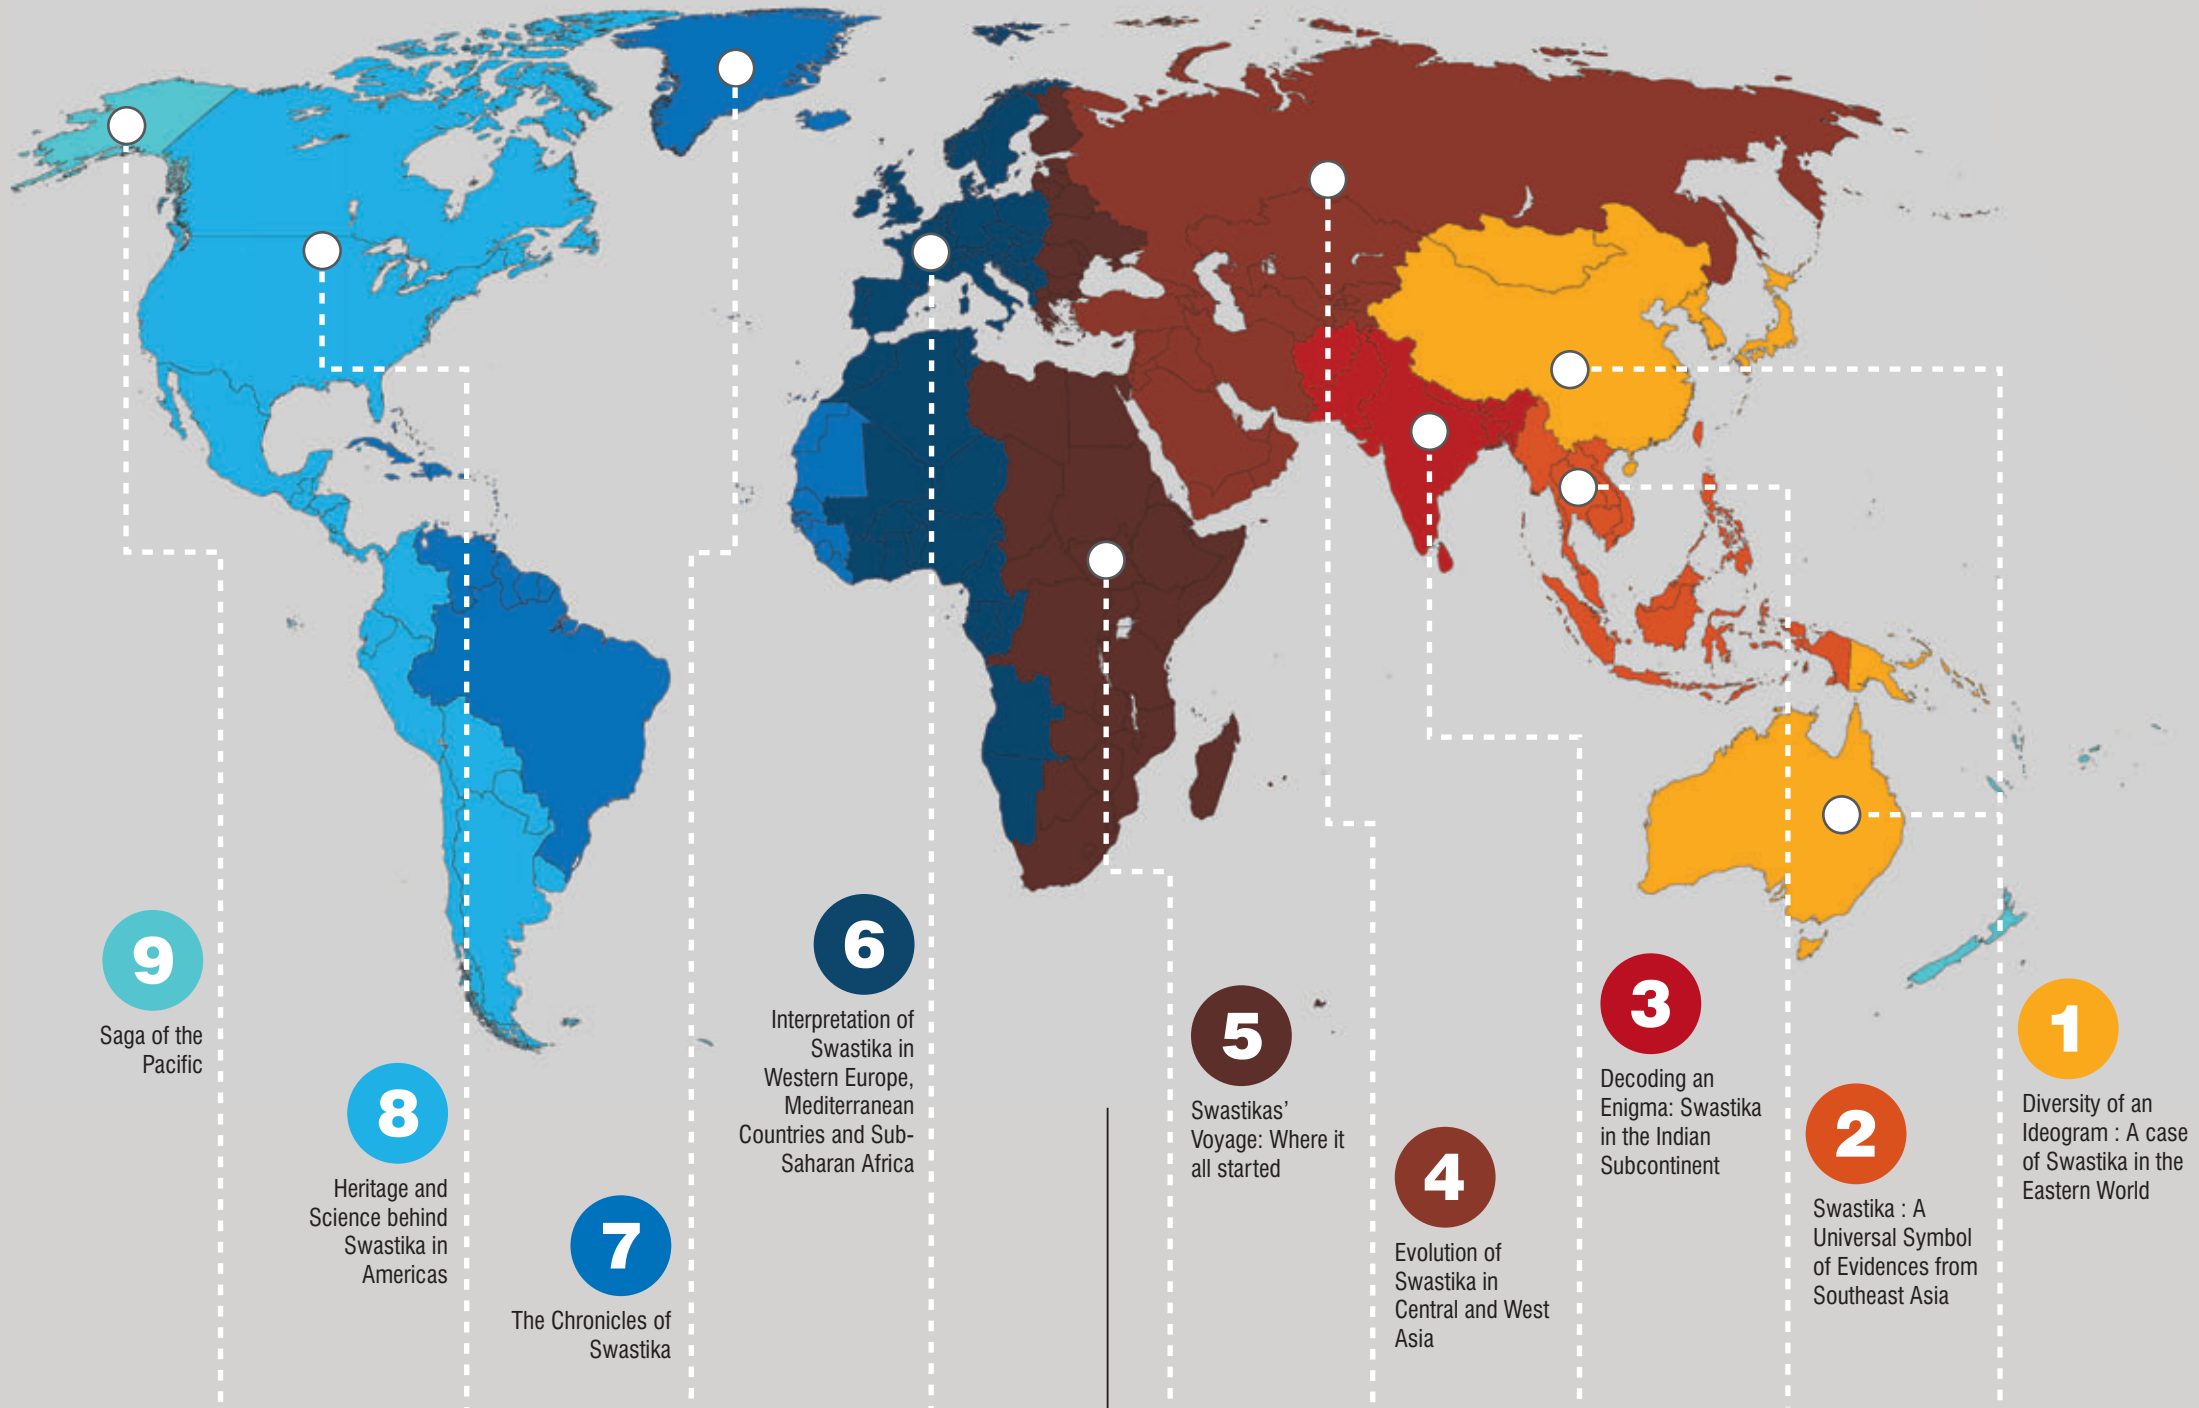 9
Saga of the
Pacific
8
Heritage and
Science behind
Swastika in
Americas
7
The Chronicles of
Swastika
6
Interpretation of
Swastika in
Western Europe,
Mediterranean
Countries and Sub-
Saharan Africa
5
Swastikas’
Voyage: Where it
all started
4
Evolution of
Swastika in
Central and West
Asia
3
Decoding an
Enigma: Swastika
in the Indian
Subcontinent
2
Swastika : A
Universal Symbol
of Evidences from
Southeast Asia
1
Diversity of an
Ideogram : A case
of Swastika in the
Eastern World